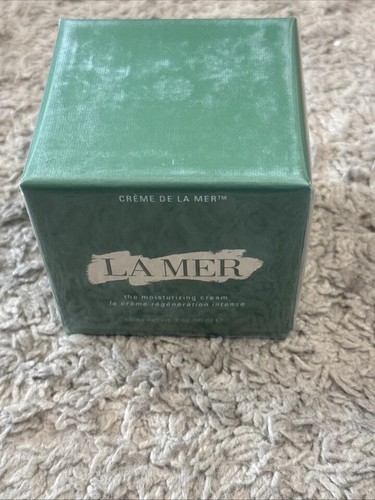 CRÈME DE LA MER™
LA MER
the moisturizing cream
la crème régénération intense